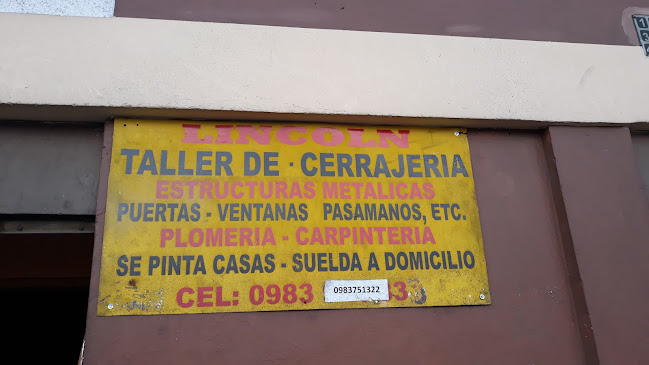 LINCOLN
TALLER DE · CERRAJERIA
ESTRUCTURAS METALICAS
PUERTAS - VENTANAS PASAMANOS, ETC.
PLOMERIA - CARPINTERIA
SE PINTA CASAS - SUELDA A DOMICILIO
CEL: 0983 0983751322